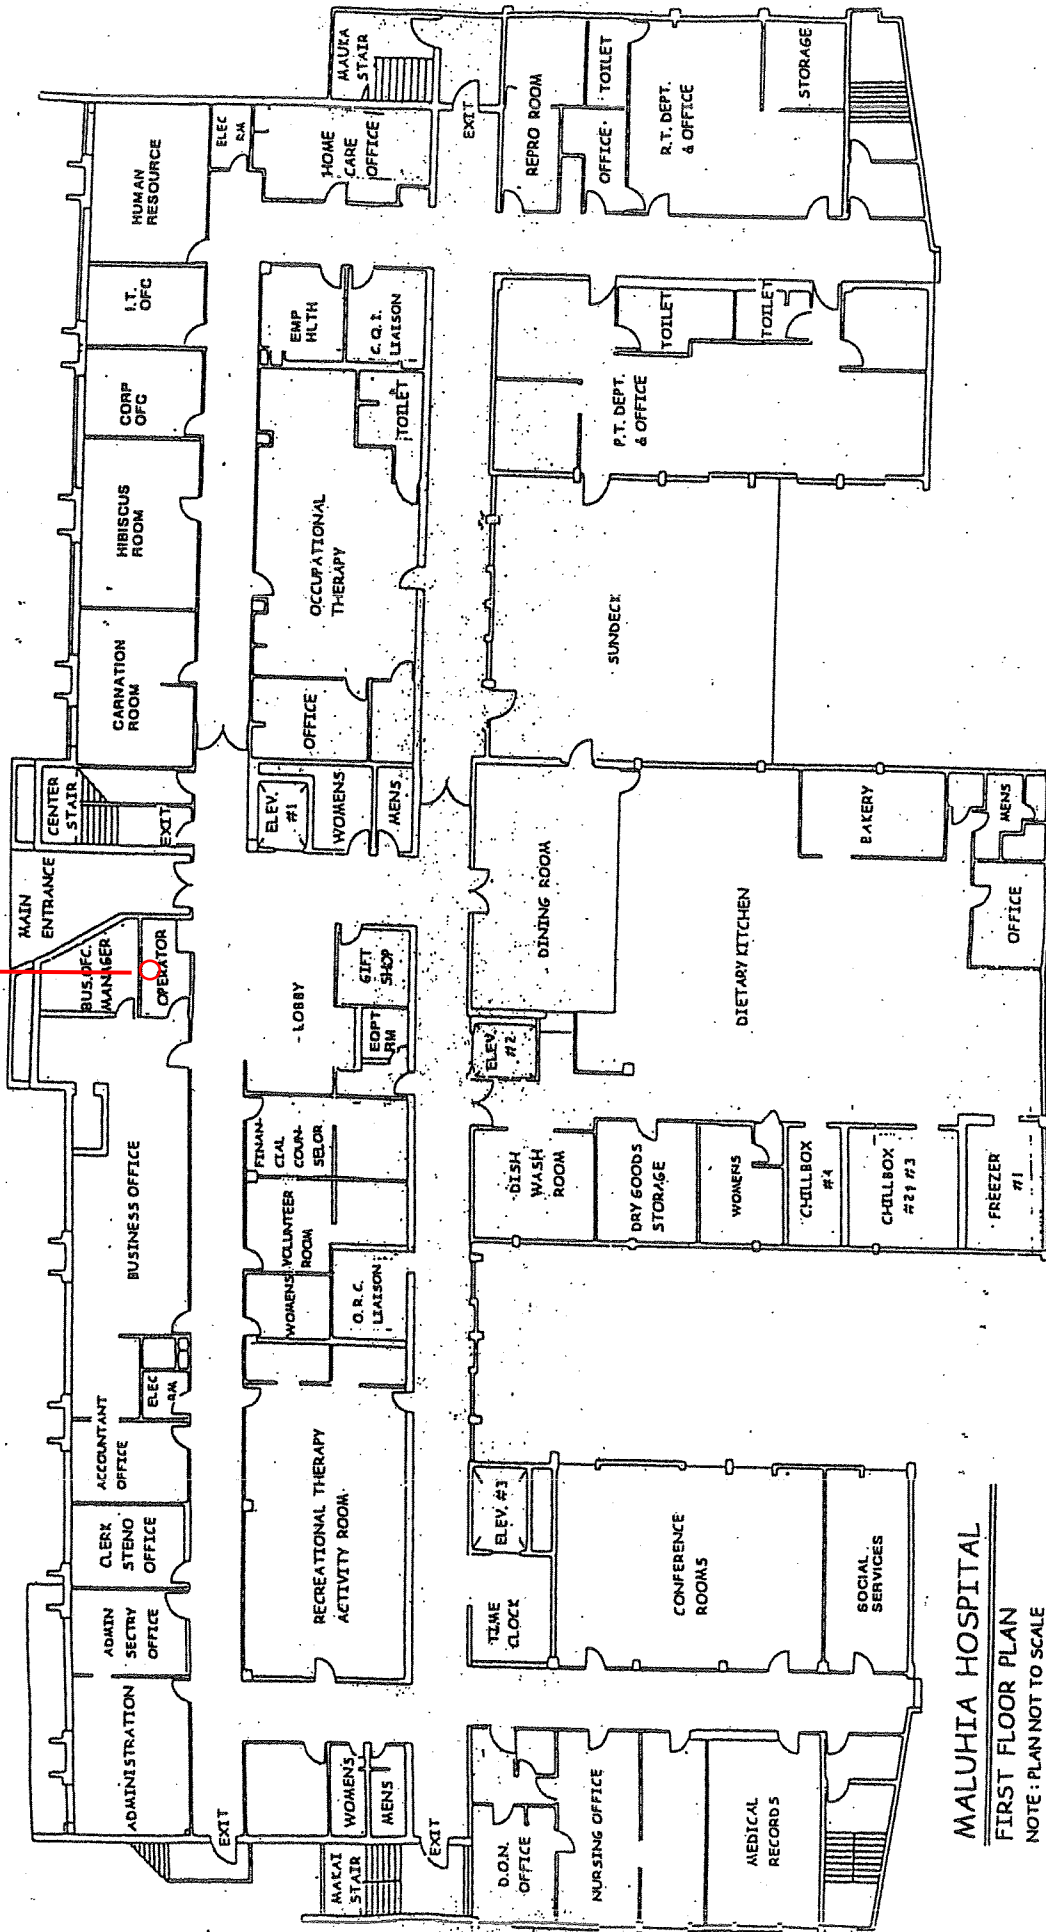 MAUKA
STAIR
HUMAN
RESOURCE
ELEC
RM
HOME
CARE
OFFICE
EXIT
REPRO ROOM
TOILET
OFFICE
R.T. DEPT.
& OFFICE
STORAGE
I.T.
OFC
EMP
HLTH
C.Q.I.
LIAISON
TOILET
TOILET
CORP
OFC
TOILET
P.T. DEPT.
& OFFICE
HIBISCUS
ROOM
OCCUPATIONAL
THERAPY
SUNDECK
CARNATION
ROOM
OFFICE
CENTER
STAIR
EXIT
ELEV.
#1
WOMENS
MENS
BAKERY
MENS
MAIN
ENTRANCE
DINING ROOM
OFFICE
BUS.OFC.
MANAGER
OPERATOR
LOBBY
GIFT
SHOP
EQPT
RM
ELEV.
#2
DIETARY KITCHEN
BUSINESS OFFICE
FINAN-
CIAL
COUN-
SELOR
VOLUNTEER
ROOM
WOMENS
O.R.C.
LIAISON
DISH
WASH
ROOM
DRY GOODS
STORAGE
WOMENS
CHILLBOX
#4
CHILLBOX
#2 & #3
FREEZER
#1
ELEC
RM
ACCOUNTANT
OFFICE
CLERK
STENO
OFFICE
ADMIN
SECTRY
OFFICE
RECREATIONAL THERAPY
ACTIVITY ROOM
ELEV. #3
TIME
CLOCK
CONFERENCE
ROOMS
SOCIAL
SERVICES
ADMINISTRATION
EXIT
WOMENS
MENS
MAKAI
STAIR
EXIT
D.O.N.
OFFICE
NURSING OFFICE
MEDICAL
RECORDS
MALUHIA HOSPITAL
FIRST FLOOR PLAN
NOTE: PLAN NOT TO SCALE